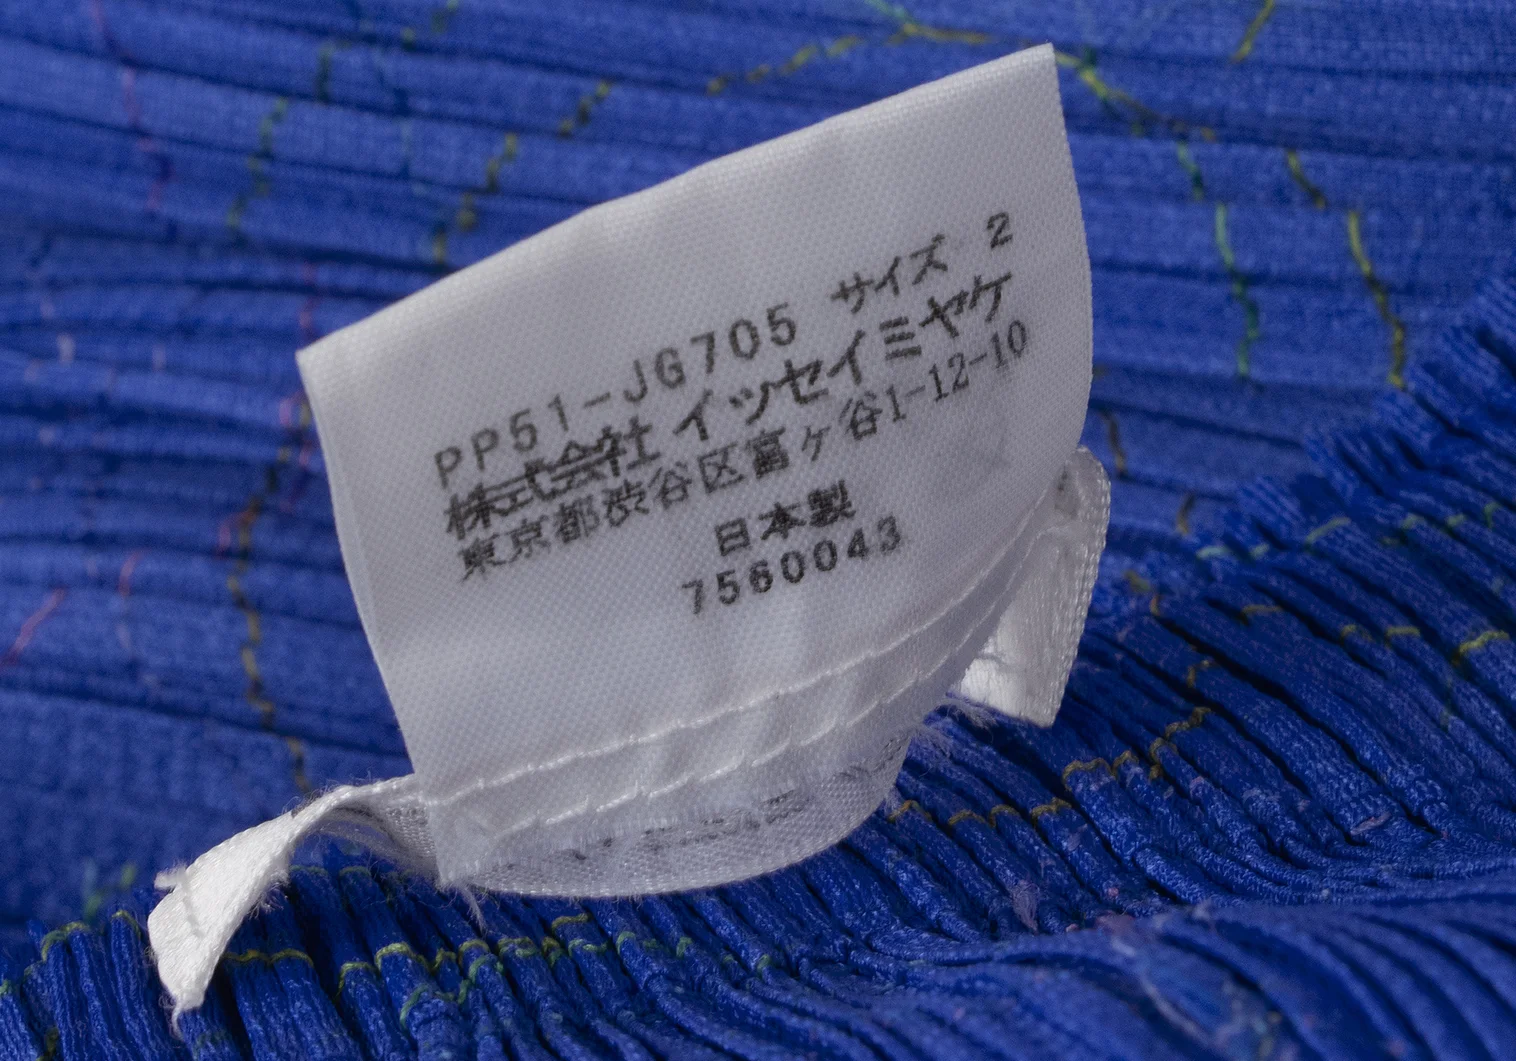 PP51-JG705 サイズ 2
株式会社 イッセイミヤケ
東京都渋谷区富ヶ谷1-12-10
日本製
7560043